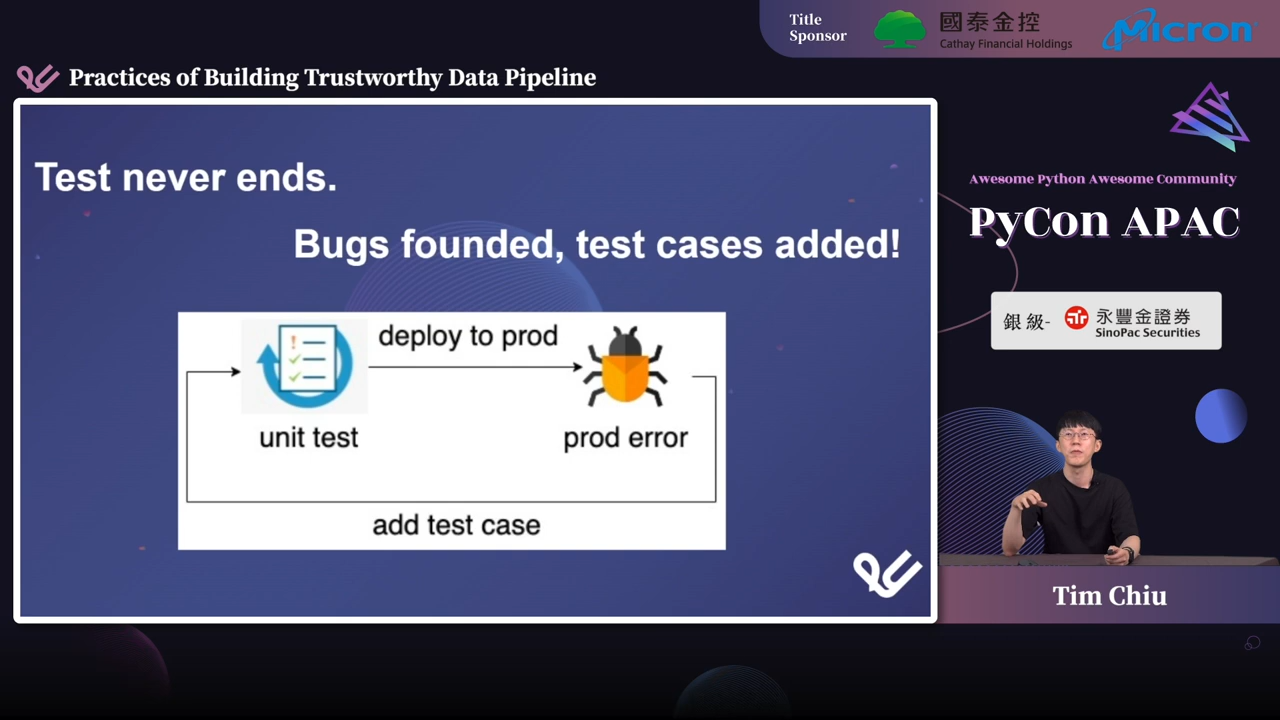 Title
Sponsor
國泰金控
Cathay Financial Holdings
Micron
Practices of Building Trustworthy Data Pipeline
Test never ends.
Bugs founded, test cases added!
deploy to prod
unit test
prod error
add test case
Awesome Python Awesome Community
PyCon APAC
銀級-
永豐金證券
SinoPac Securities
Tim Chiu